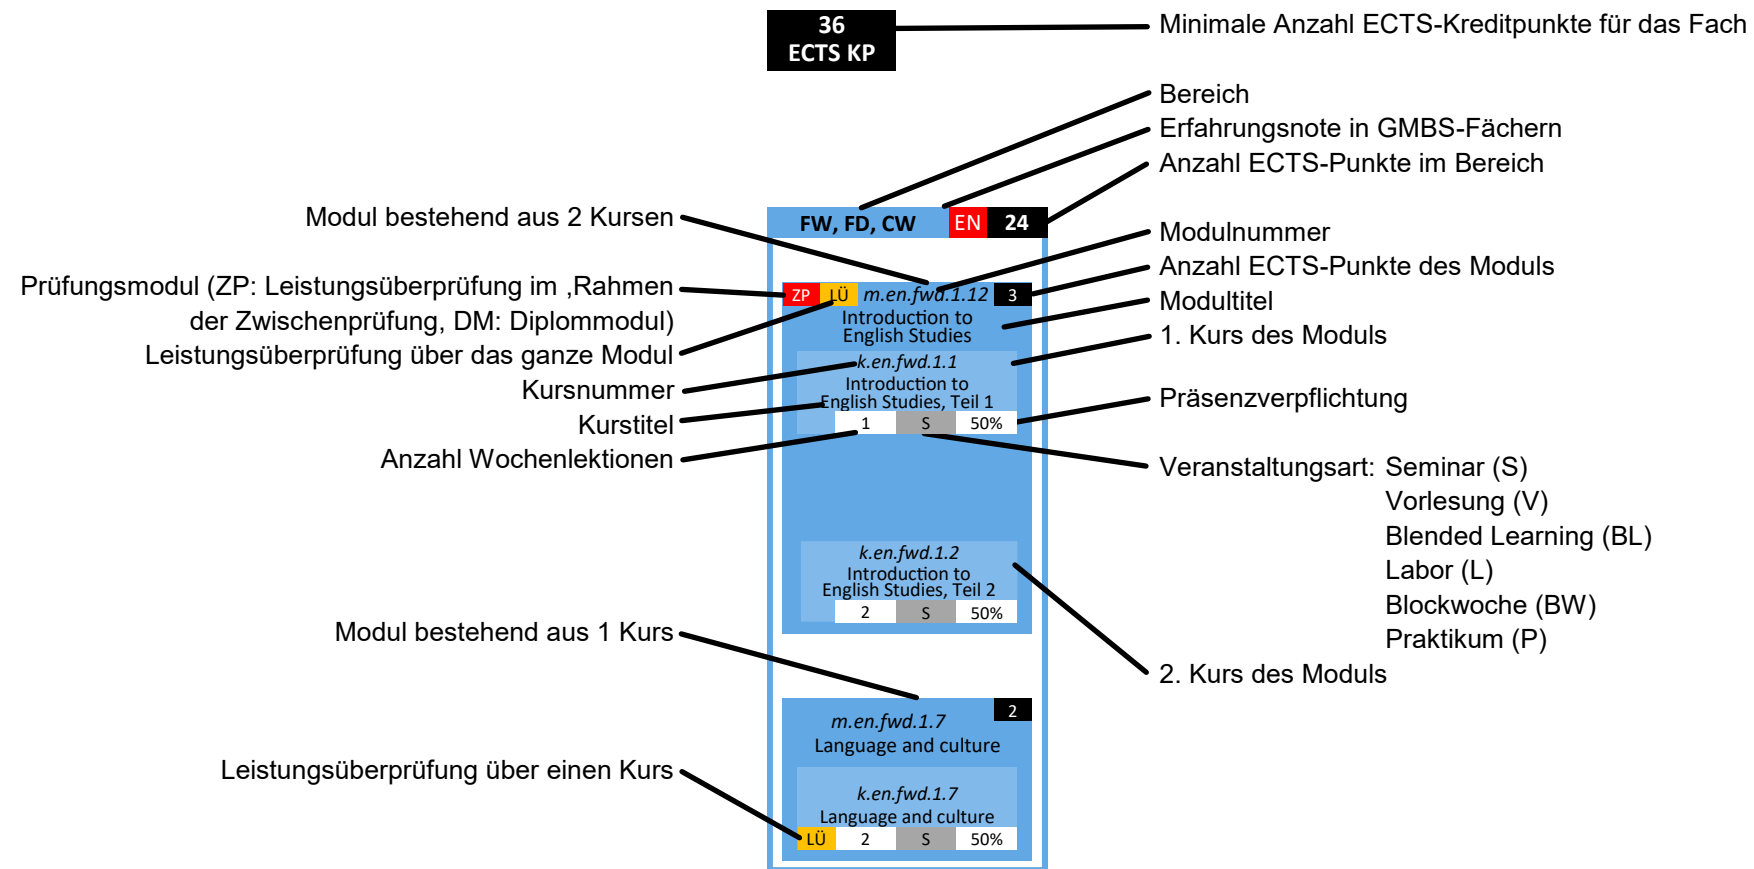 36
ECTS KP
Minimale Anzahl ECTS-Kreditpunkte für das Fach
Bereich
Erfahrungsnote in GMBS-Fächern
Anzahl ECTS-Punkte im Bereich
Modul bestehend aus 2 Kursen
FW, FD, CW EN 24
Modulnummer
Anzahl ECTS-Punkte des Moduls
Modultitel
1. Kurs des Moduls
Prüfungsmodul (ZP: Leistungsüberprüfung im ‚Rahmen
der Zwischenprüfung, DM: Diplommodul)
Leistungsüberprüfung über das ganze Modul
Kursnummer
Kurstitel
Anzahl Wochenlektionen
ZP LÜ m.en.fwd.1.12 3
Introduction to
English Studies
k.en.fwd.1.1
Introduction to
English Studies, Teil 1
1 S 50%
Präsenzverpflichtung
Veranstaltungsart: Seminar (S)
Vorlesung (V)
Blended Learning (BL)
Labor (L)
Blockwoche (BW)
Praktikum (P)
k.en.fwd.1.2
Introduction to
English Studies, Teil 2
2 S 50%
2. Kurs des Moduls
Modul bestehend aus 1 Kurs
2
m.en.fwd.1.7
Language and culture
Leistungsüberprüfung über einen Kurs
k.en.fwd.1.7
Language and culture
LÜ 2 S 50%